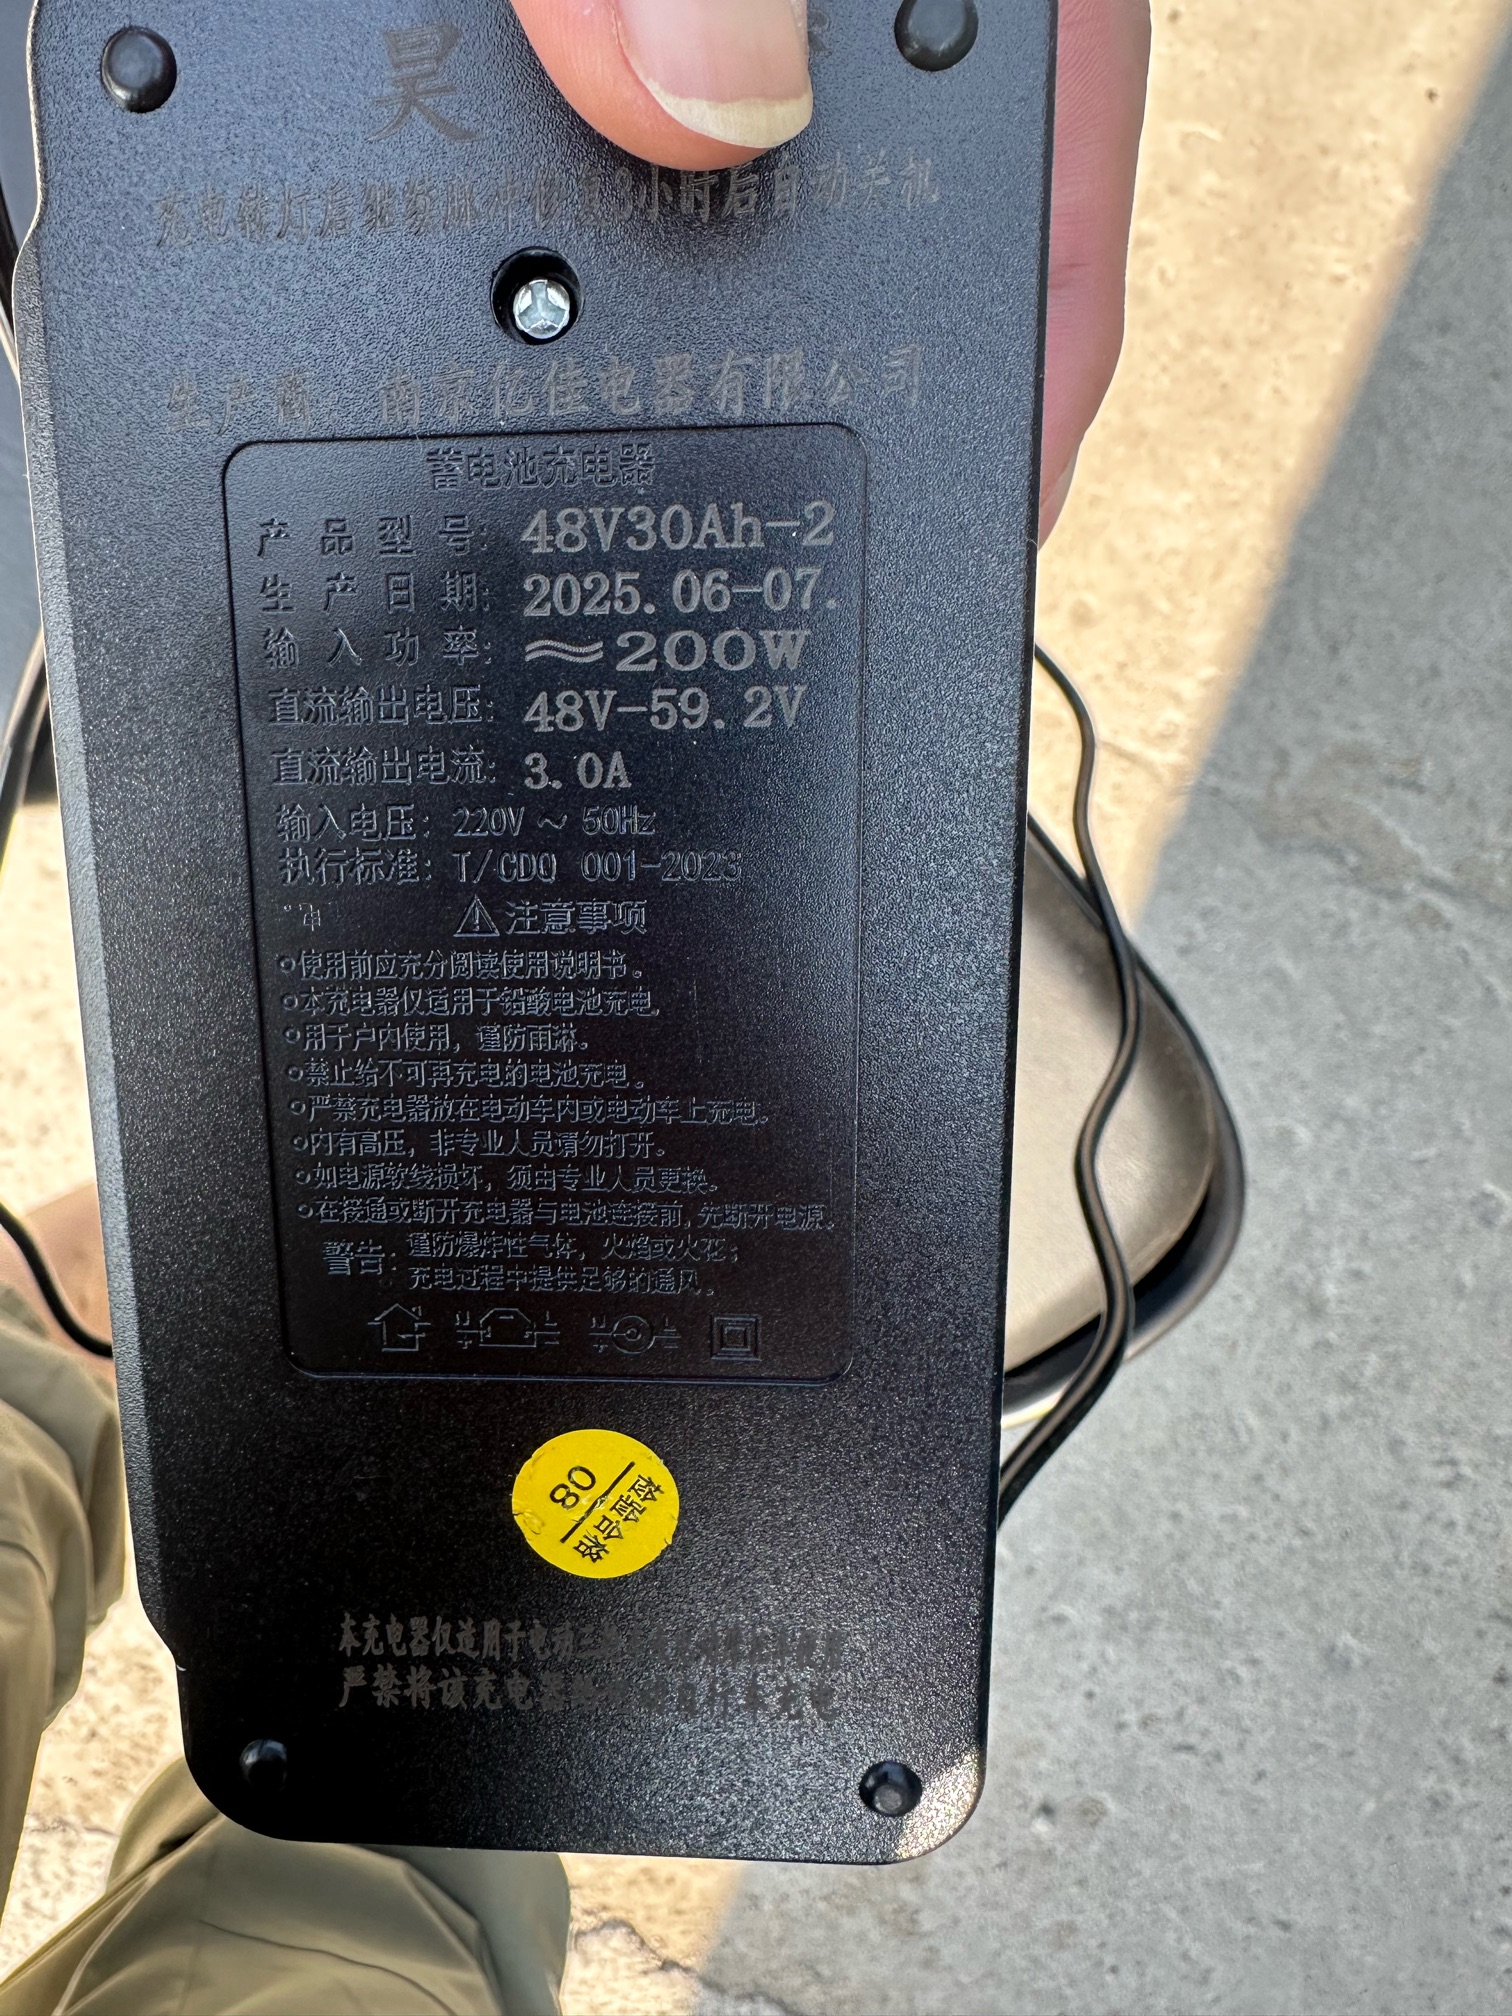 昊
充电转灯后继续脉冲修复3小时后自动关机
生产商：南京亿佳电器有限公司
蓄电池充电器
产品型号：48V30Ah-2
生产日期：2025.06-07.
输入功率：≈200W
直流输出电压：48V-59.2V
直流输出电流：3.0A
输入电压：220V～50Hz
执行标准：T/CDQ 001-2023
⚠注意事项
使用前应充分阅读使用说明书。
本充电器仅适用于铅酸电池充电。
用于户内使用，谨防雨淋。
禁止给不可再充电的电池充电。
严禁充电器放在电动车内或电动车上充电。
内有高压，非专业人员请勿打开。
如电源软线损坏，须由专业人员更换。
在接通或断开充电器与电池连接前，先断开电源。
警告：谨防爆炸性气体，火焰或火花；
充电过程中提供足够的通风。
08
检验合格
本充电器仅适用于电动三
严禁将该充电器